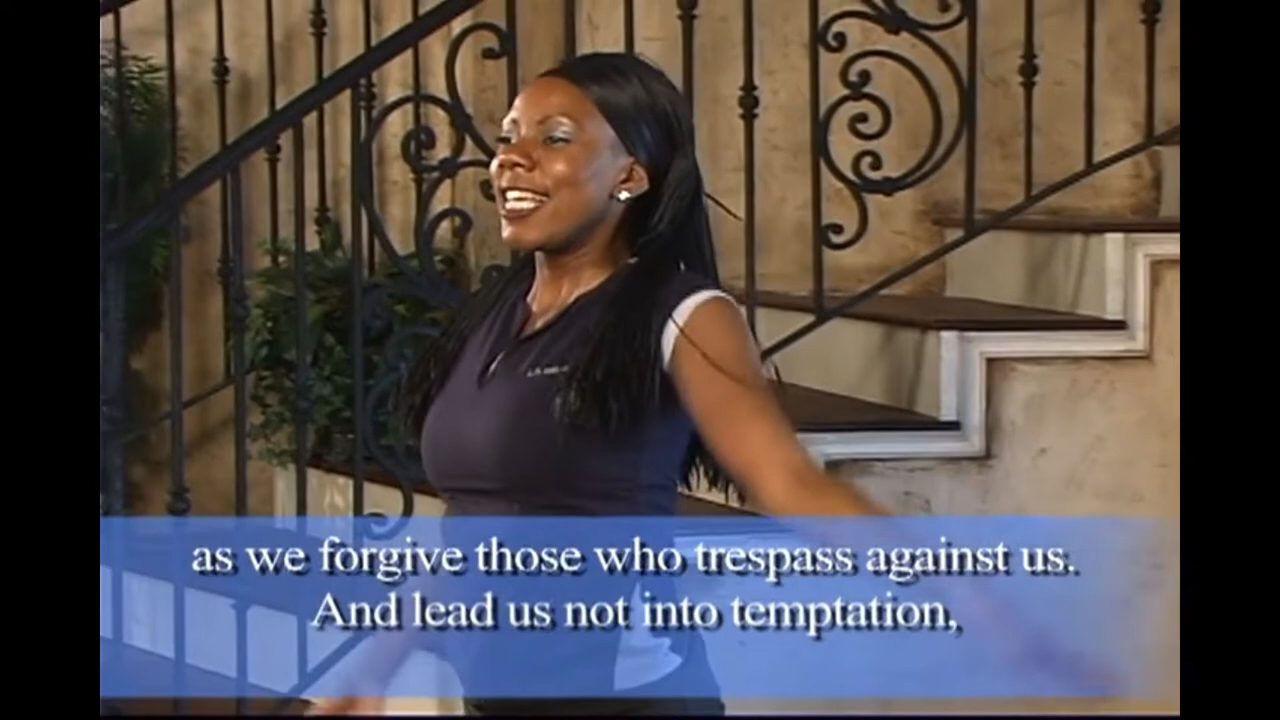 as we forgive those who trespass against us.
And lead us not into temptation,